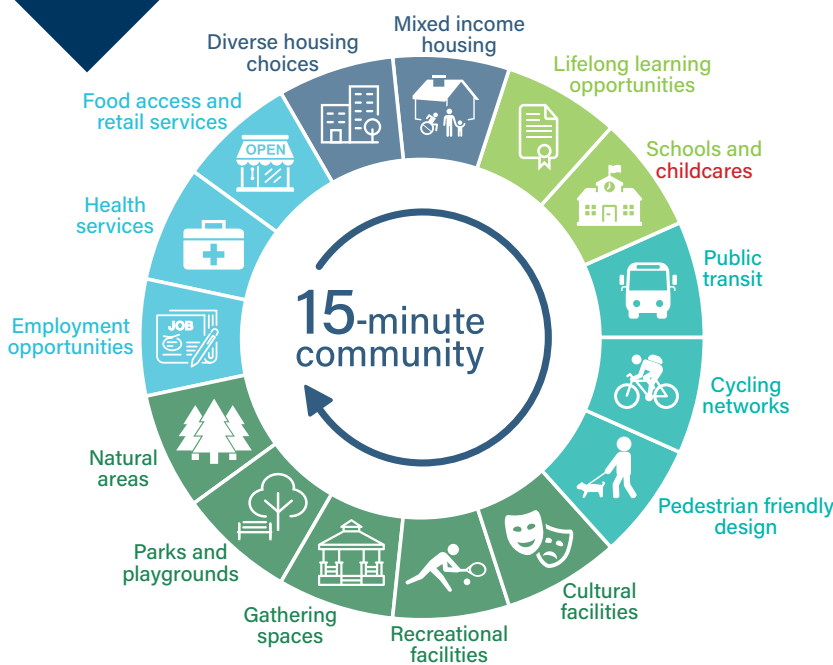 Mixed income
housing
Lifelong learning
opportunities
Schools and
childcares
Public
transit
Cycling
networks
Pedestrian friendly
design
Cultural
facilities
Recreational
facilities
Gathering
spaces
Parks and
playgrounds
Natural
areas
Employment
opportunities
JOB
Health
services
Food access and
retail services
OPEN
Diverse housing
choices
15-minute
community